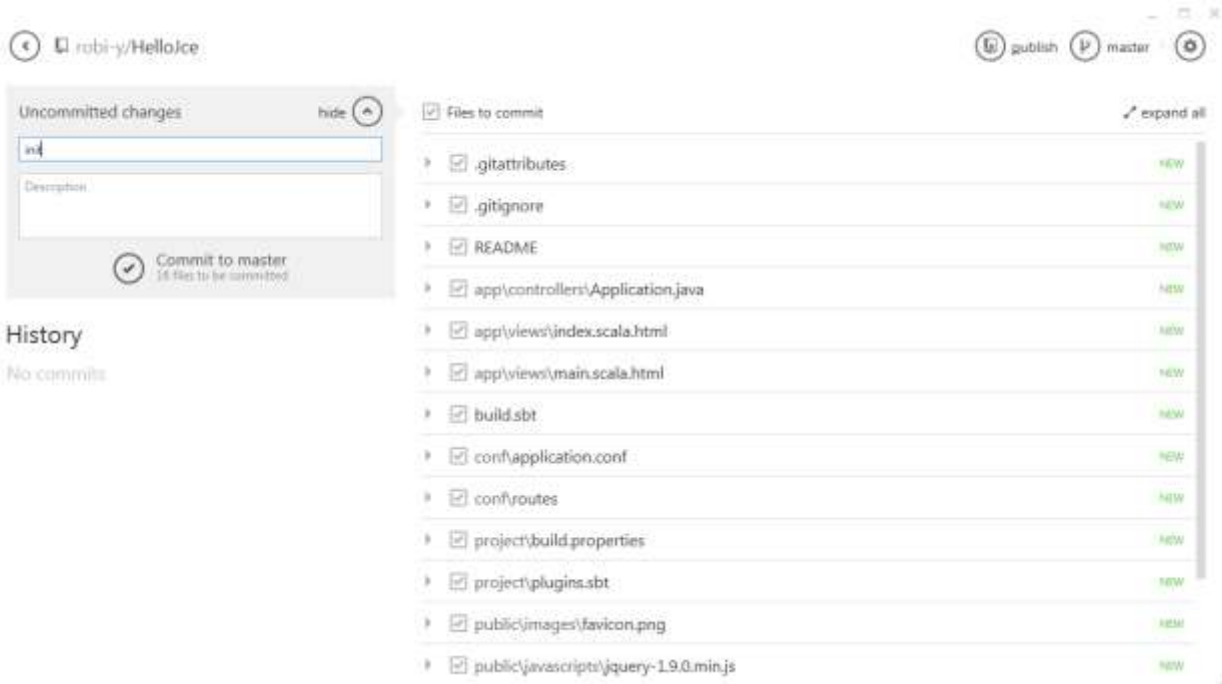 robi-y/HelloJce
publish
master
Uncommitted changes
hide
init
Description
Commit to master
16 files to be committed
History
No commits
Files to commit
expand all
.gitattributes NEW
.gitignore NEW
README NEW
app\controllers\Application.java NEW
app\views\index.scala.html NEW
app\views\main.scala.html NEW
build.sbt NEW
conf\application.conf NEW
conf\routes NEW
project\build.properties NEW
project\plugins.sbt NEW
public\images\favicon.png NEW
public\javascripts\jquery-1.9.0.min.js NEW